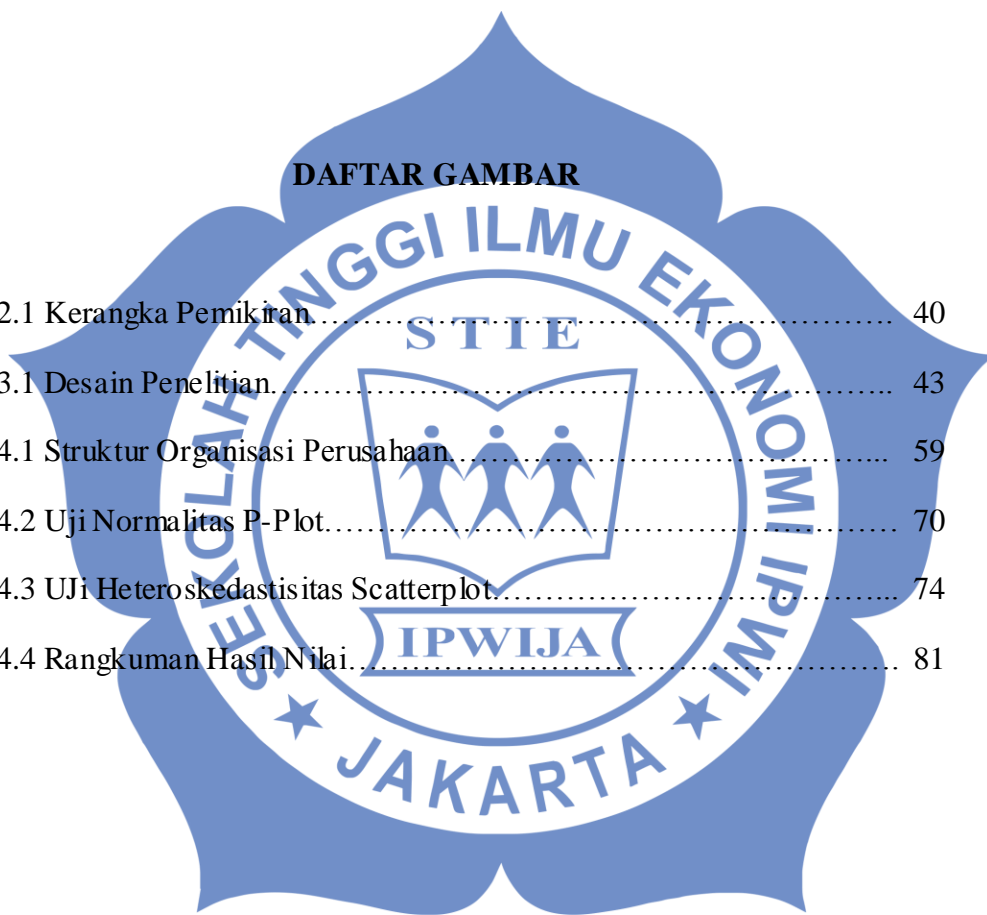 DAFTAR GAMBAR
2.1 Kerangka Pemikiran……………………………………………………. 40
3.1 Desain Penelitian……………………………………………………….. 43
4.1 Struktur Organisasi Perusahaan……………………………………... 59
4.2 Uji Normalitas P-Plot………………………………………………… 70
4.3 UJi Heteroskedastisitas Scatterplot…………………………………... 74
4.4 Rangkuman Hasil Nilai……………………………………………… 81
SEKOLAH TINGGI ILMU EKONOMI IPWI
JAKARTA
STIE
IPWIJA